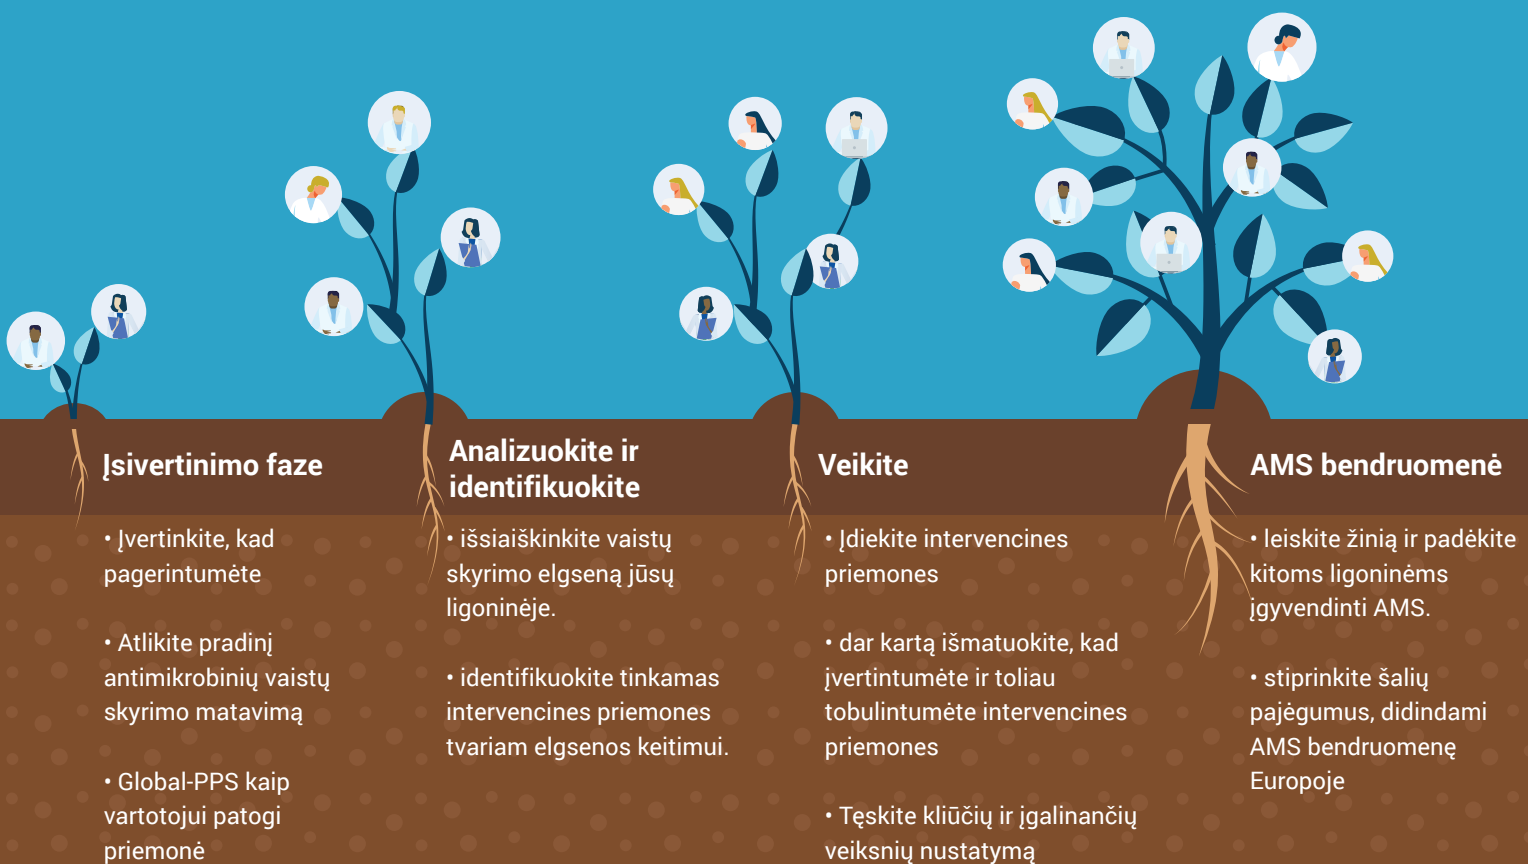 Įsivertinimo faze
• Įvertinkite, kad
pagerintumėte
• Atlikite pradinį
antimikrobinių vaistų
skyrimo matavimą
• Global-PPS kaip
vartotojui patogi
priemonė
Analizuokite ir
identifikuokite
• išsiaiškinkite vaistų
skyrimo elgseną jūsų
ligoninėje.
• identifikuokite tinkamas
intervencines priemones
tvariam elgsenos keitimui.
Veikite
• Įdiekite intervencines
priemones
• dar kartą išmatuokite, kad
įvertintumėte ir toliau
tobulintumėte intervencines
priemones
• Tęskite kliūčių ir įgalinančių
veiksnių nustatymą
AMS bendruomenė
• leiskite žinią ir padėkite
kitoms ligoninėms
įgyvendinti AMS.
• stiprinkite šalių
pajėgumus, didindami
AMS bendruomenę
Europoje